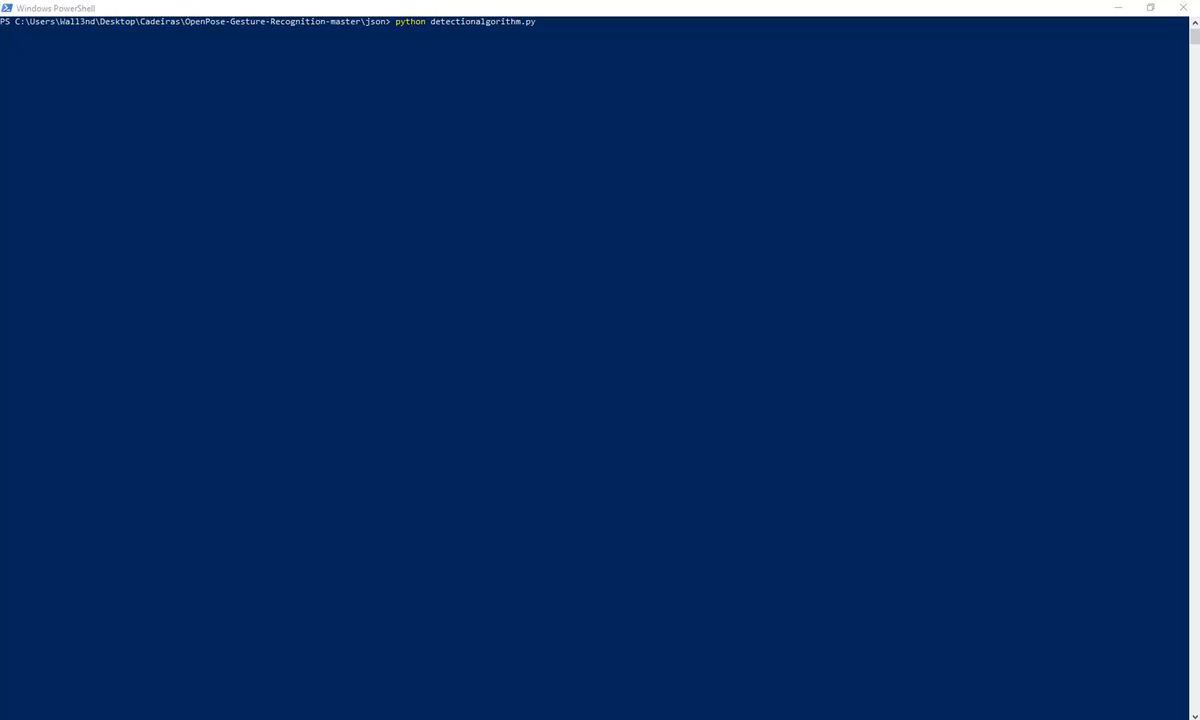 Windows PowerShell
PS C:\Users\Wall3nd\Desktop\Cadeiras\OpenPose-Gesture-Recognition-master\json> python detectionalgorithm.py